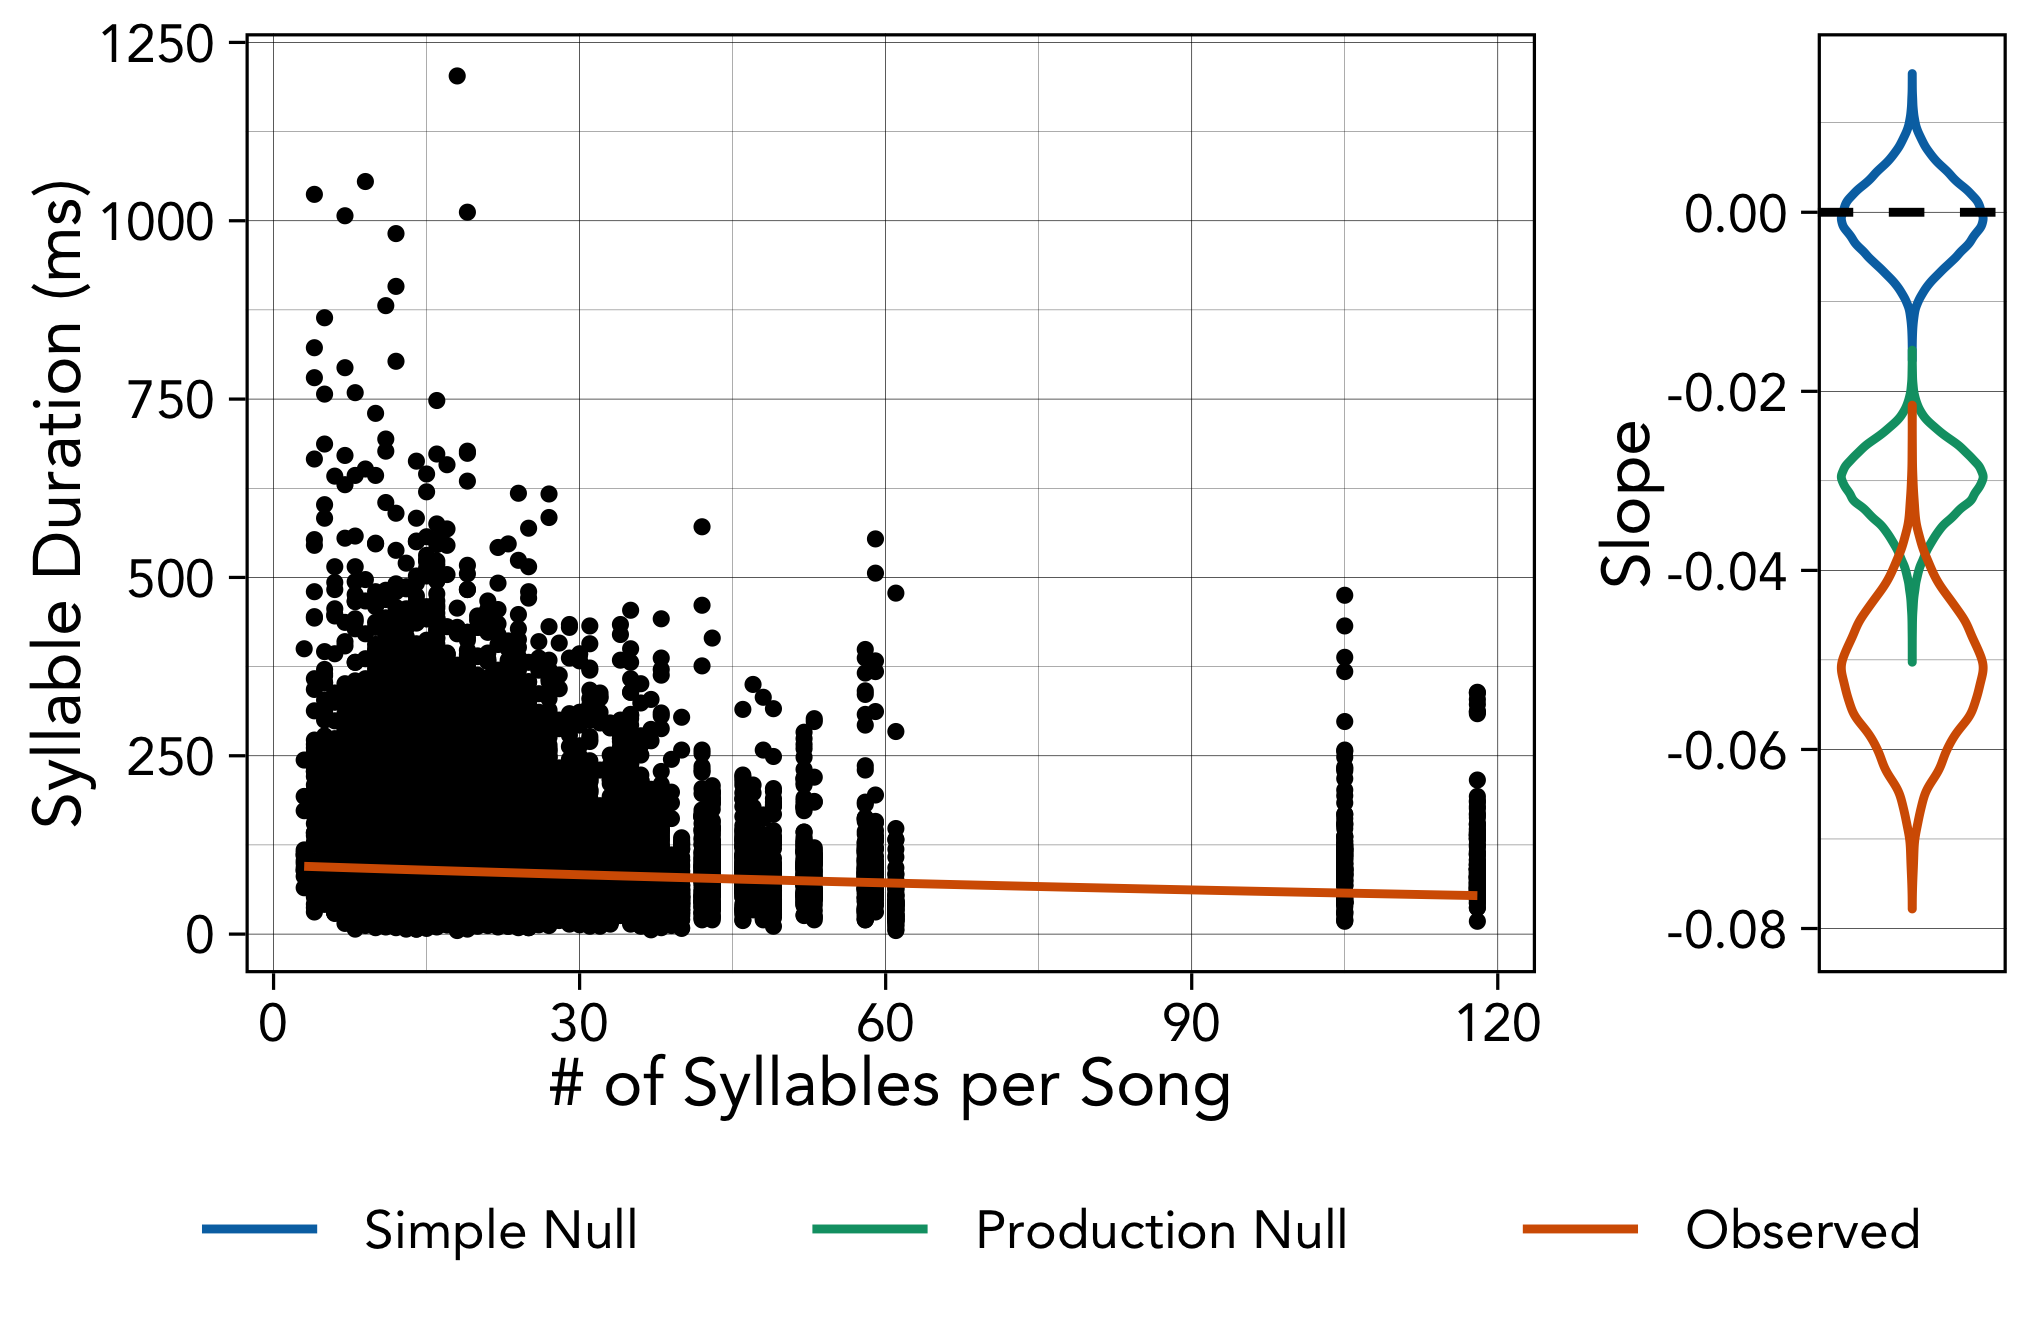 Syllable Duration (ms)
1250
1000
750
500
250
0
0 30 60 90 120
# of Syllables per Song
Slope
0.00
-0.02
-0.04
-0.06
-0.08
Simple Null Production Null Observed